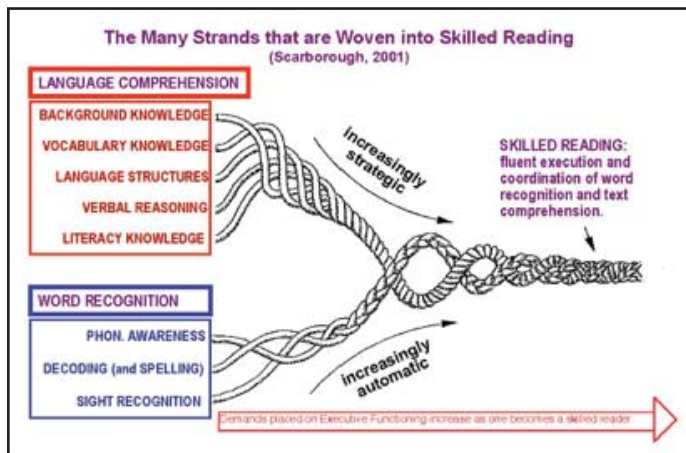 The Many Strands that are Woven into Skilled Reading
(Scarborough, 2001)
LANGUAGE COMPREHENSION
BACKGROUND KNOWLEDGE
VOCABULARY KNOWLEDGE
LANGUAGE STRUCTURES
VERBAL REASONING
LITERACY KNOWLEDGE
increasingly
strategic
SKILLED READING:
fluent execution and
coordination of word
recognition and text
comprehension.
WORD RECOGNITION
PHON. AWARENESS
DECODING (and SPELLING)
SIGHT RECOGNITION
increasingly
automatic
Demands placed on Executive Functioning increase as one becomes a skilled reader